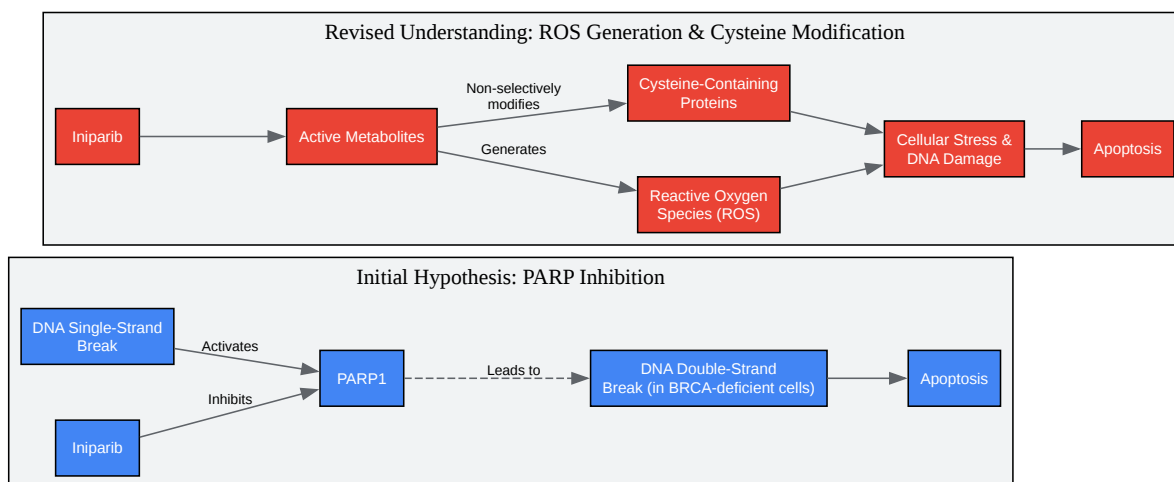 Revised Understanding: ROS Generation & Cysteine Modification
Non-selectively
modifies
Cysteine-Containing
Proteins
Iniparib
Active Metabolites
Generates
Reactive Oxygen
Species (ROS)
Cellular Stress &
DNA Damage
Apoptosis
Initial Hypothesis: PARP Inhibition
DNA Single-Strand
Break
Activates
Iniparib
Inhibits
PARP1
Leads to
DNA Double-Strand
Break (in BRCA-deficient cells)
Apoptosis